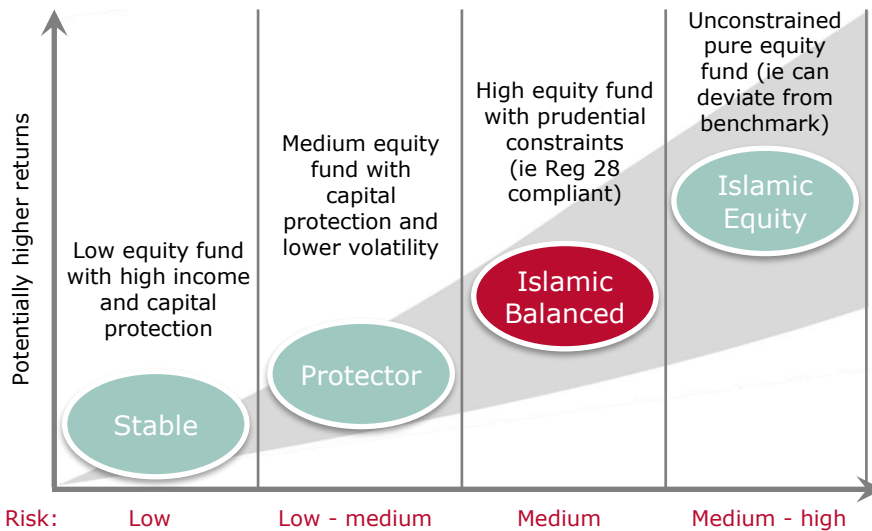 Potentially higher returns
Low equity fund
with high income
and capital
protection
Stable
Medium equity
fund with
capital
protection and
lower volatility
Protector
High equity fund
with prudential
constraints
(ie Reg 28
compliant)
Islamic
Balanced
Unconstrained
pure equity
fund (ie can
deviate from
benchmark)
Islamic
Equity
Risk: Low Low - medium Medium Medium - high